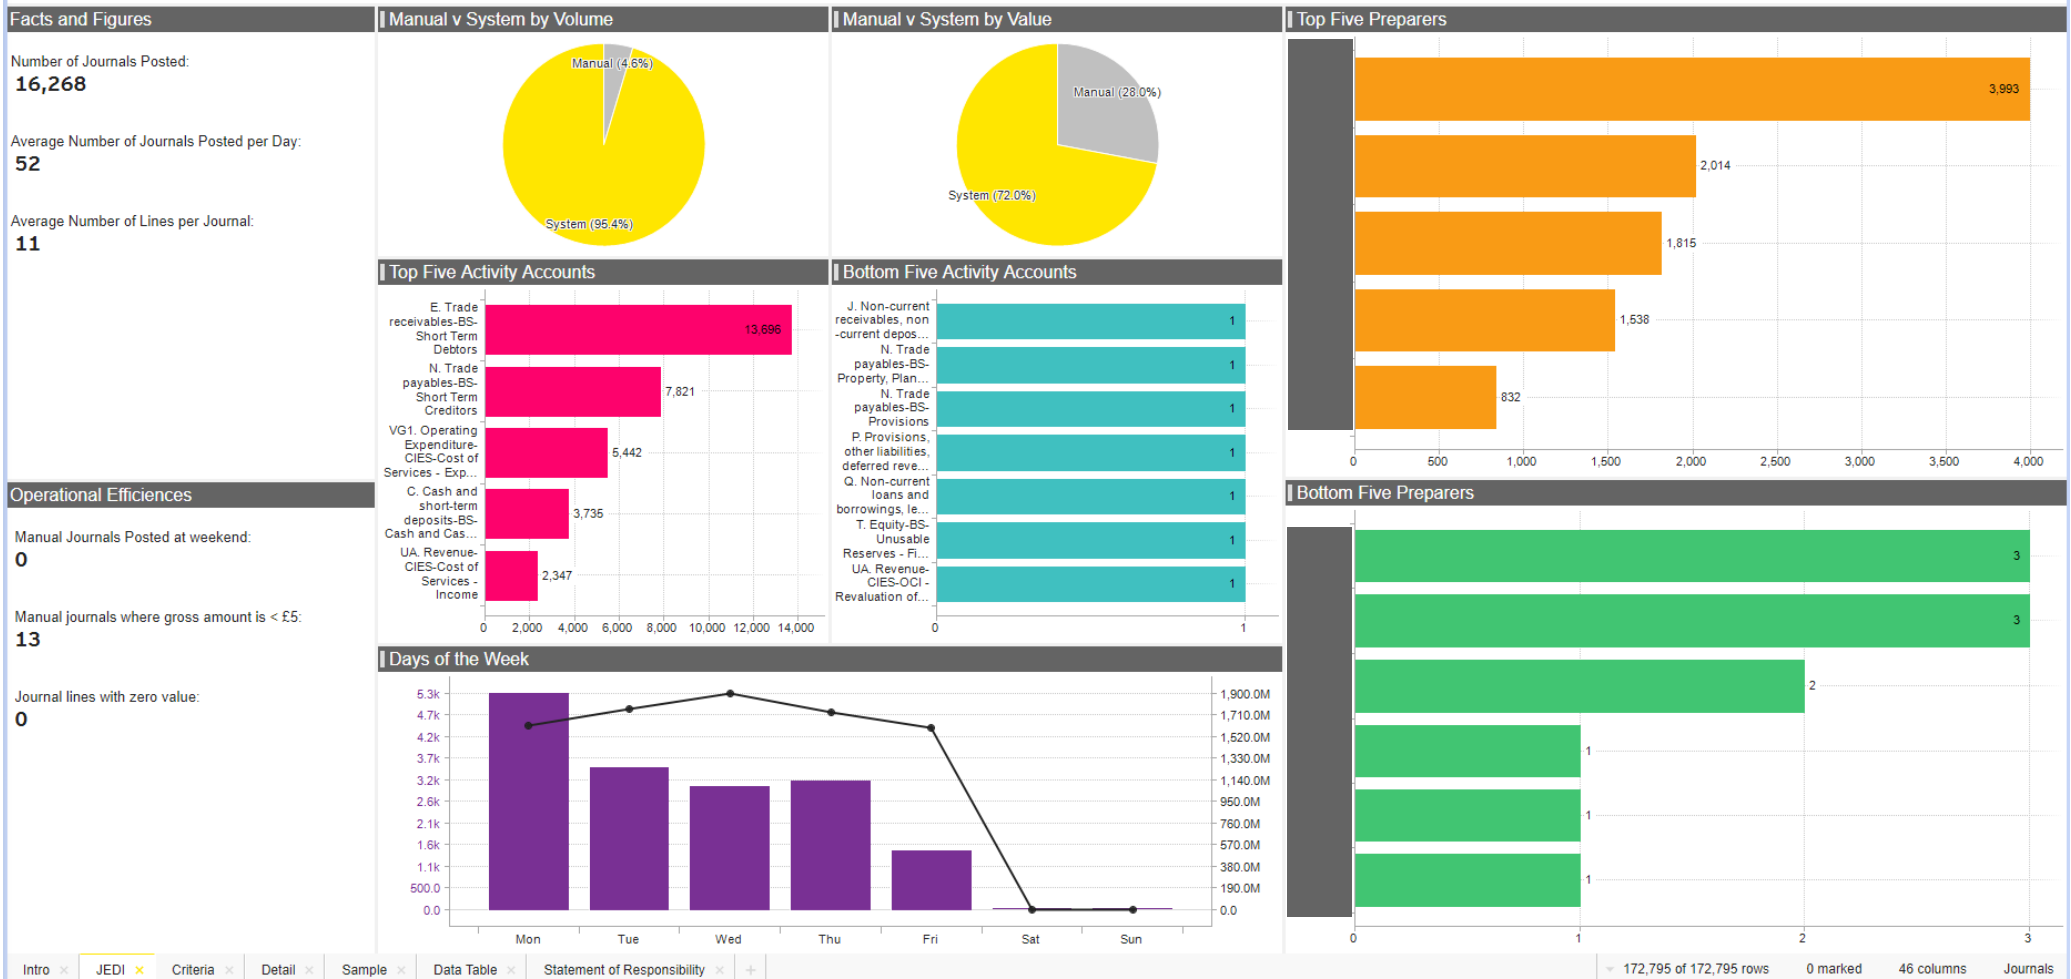 Facts and Figures
Number of Journals Posted:
16,268
Average Number of Journals Posted per Day:
52
Average Number of Lines per Journal:
11
Operational Efficiences
Manual Journals Posted at weekend:
0
Manual journals where gross amount is < £5:
13
Journal lines with zero value:
0
Manual v System by Volume
Manual (4.6%)
System (95.4%)
Manual v System by Value
Manual (28.0%)
System (72.0%)
Top Five Activity Accounts
E. Trade
receivables-BS-
Short Term
Debtors
13,696
N. Trade
payables-BS-
Short Term
Creditors
7,821
VG1. Operating
Expenditure-
CIES-Cost of
Services - Exp...
5,442
C. Cash and
short-term
deposits-BS-
Cash and Cas...
3,735
UA. Revenue-
CIES-Cost of
Services -
Income
2,347
0 2,000 4,000 6,000 8,000 10,000 12,000 14,000
Bottom Five Activity Accounts
J. Non-current
receivables, non
-current depos...
1
N. Trade
payables-BS-
Property, Plan...
1
N. Trade
payables-BS-
Provisions
1
P. Provisions,
other liabilities,
deferred reve...
1
Q. Non-current
loans and
borrowings, le...
1
T. Equity-BS-
Unusable
Reserves - Fi...
1
UA. Revenue-
CIES-OCI -
Revaluation of...
1
0 1
Days of the Week
5.3k
4.7k
4.2k
3.7k
3.2k
2.6k
2.1k
1.6k
1.1k
500.0
0.0
1,900.0M
1,710.0M
1,520.0M
1,330.0M
1,140.0M
950.0M
760.0M
570.0M
380.0M
190.0M
0.0
Mon Tue Wed Thu Fri Sat Sun
Top Five Preparers
3,993
2,014
1,815
1,538
832
0 500 1,000 1,500 2,000 2,500 3,000 3,500 4,000
Bottom Five Preparers
3
3
2
1
1
1
0 1 2 3
Intro × JEDI × Criteria × Detail × Sample × Data Table × Statement of Responsibility × +
172,795 of 172,795 rows 0 marked 46 columns Journals